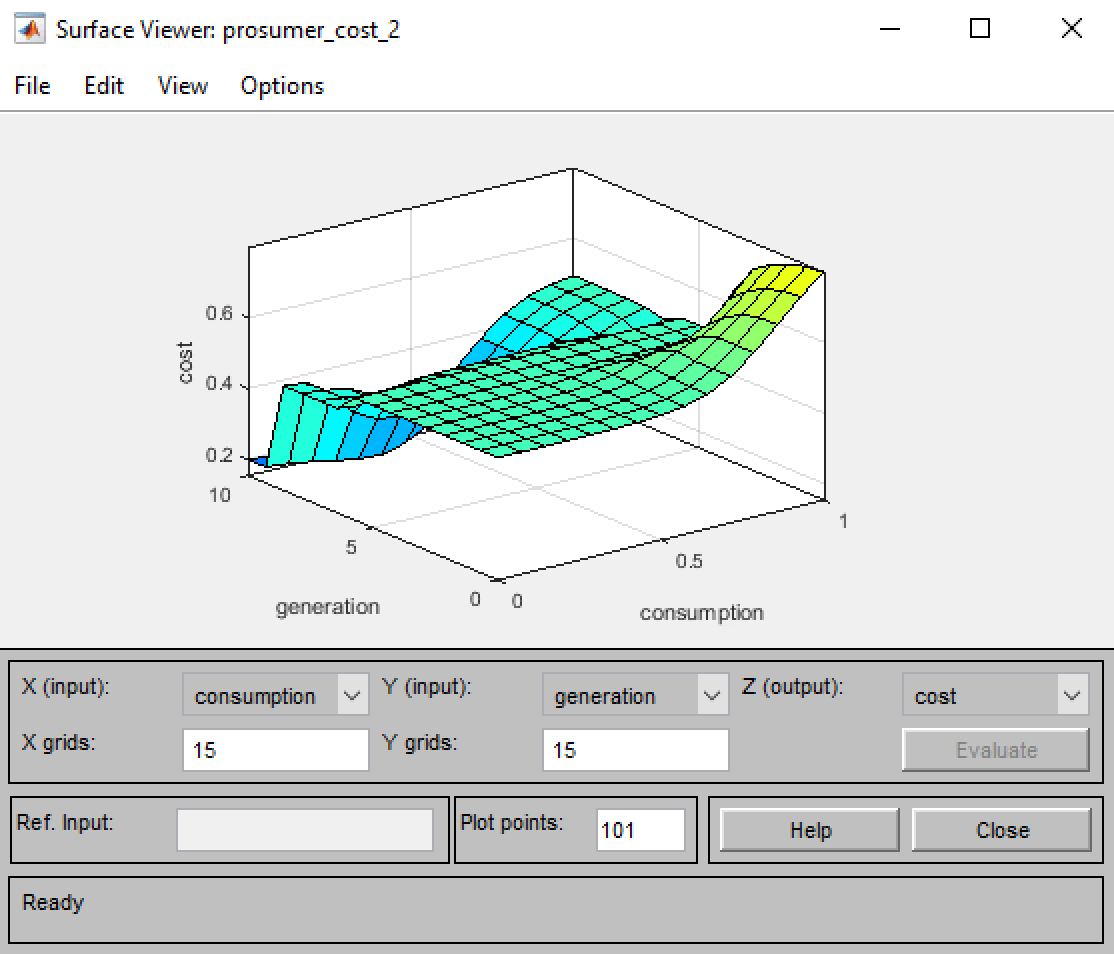 Surface Viewer: prosumer_cost_2
File Edit View Options
cost
0.6
0.4
0.2
10
5
0
generation
0
0.5
1
consumption
X (input): consumption Y (input): generation Z (output): cost
X grids: 15 Y grids: 15 Evaluate
Ref. Input: Plot points: 101 Help Close
Ready